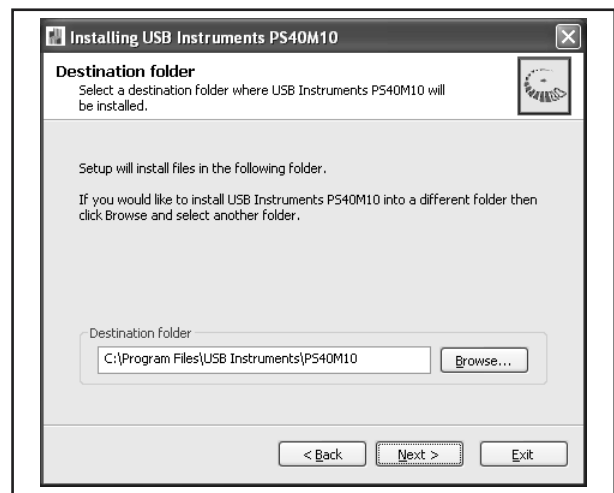 Installing USB Instruments PS40M10
Destination folder
Select a destination folder where USB Instruments PS40M10 will
be installed.
Setup will install files in the following folder.
If you would like to install USB Instruments PS40M10 into a different folder then
click Browse and select another folder.
Destination folder
C:\Program Files\USB Instruments\PS40M10
Browse...
< Back
Next >
Exit